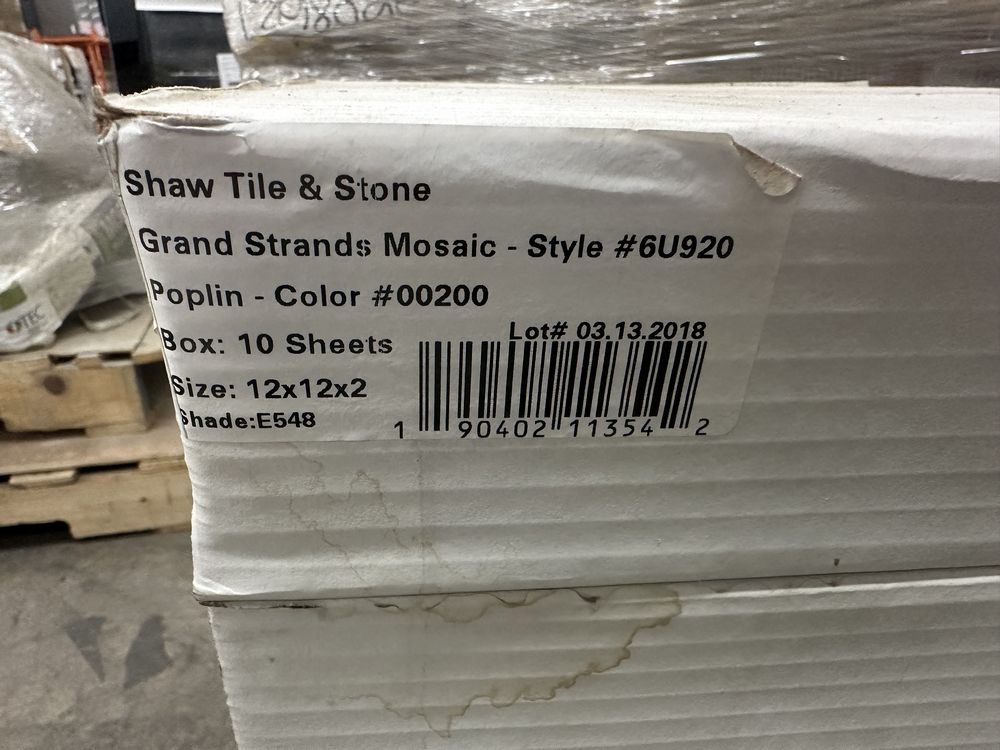 Shaw Tile & Stone
Grand Strands Mosaic - Style #6U920
Poplin - Color #00200
Lot# 03.13.2018
Box: 10 Sheets
Size: 12x12x2
Shade:E548
1 90402 11354 2
TEC